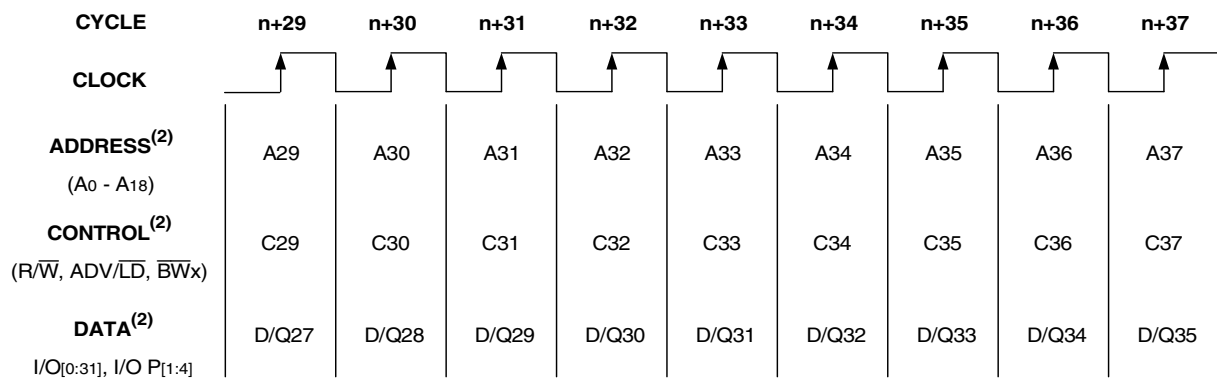 CYCLE n+29 n+30 n+31 n+32 n+33 n+34 n+35 n+36 n+37
CLOCK
ADDRESS(2) A29 A30 A31 A32 A33 A34 A35 A36 A37
(A0 - A18)
CONTROL(2) C29 C30 C31 C32 C33 C34 C35 C36 C37
(R/W̅, ADV/L̅D̅, B̅W̅x)
DATA(2) D/Q27 D/Q28 D/Q29 D/Q30 D/Q31 D/Q32 D/Q33 D/Q34 D/Q35
I/O[0:31], I/O P[1:4]